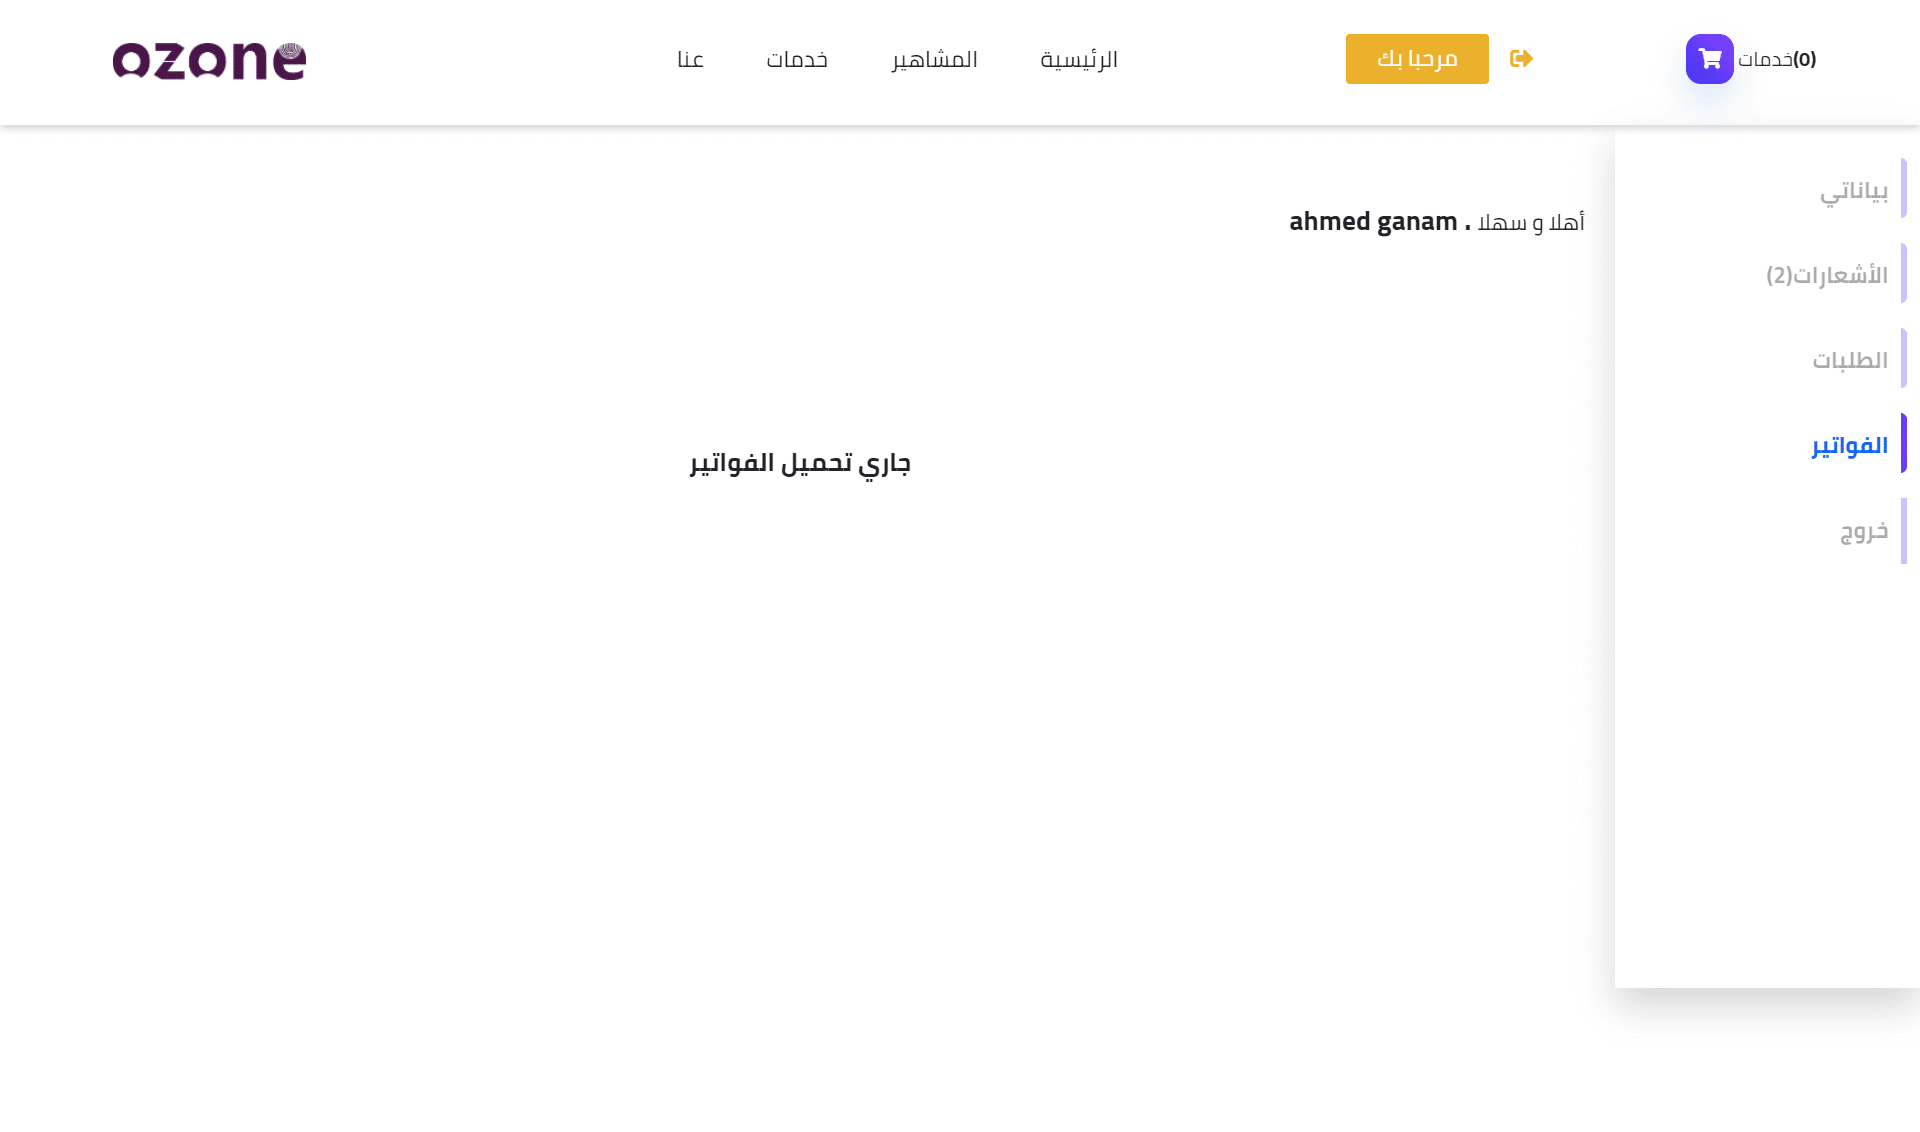 (0)خدمات
مرحبا بك
الرئيسية
المشاهير
خدمات
عنا
ozone
بياناتي
الأشعارات(2)
الطلبات
الفواتير
خروج
أهلا و سهلا . ahmed ganam
جاري تحميل الفواتير